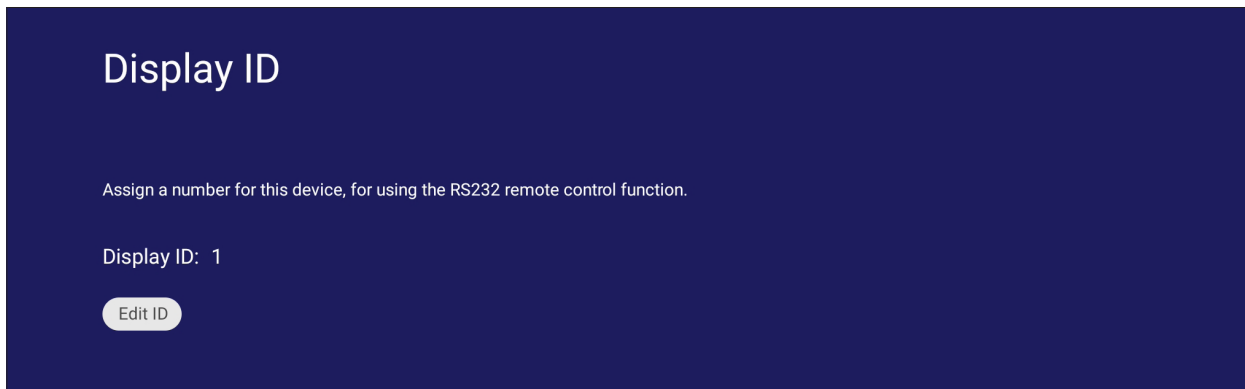 Display ID
Assign a number for this device, for using the RS232 remote control function.
Display ID: 1
Edit ID